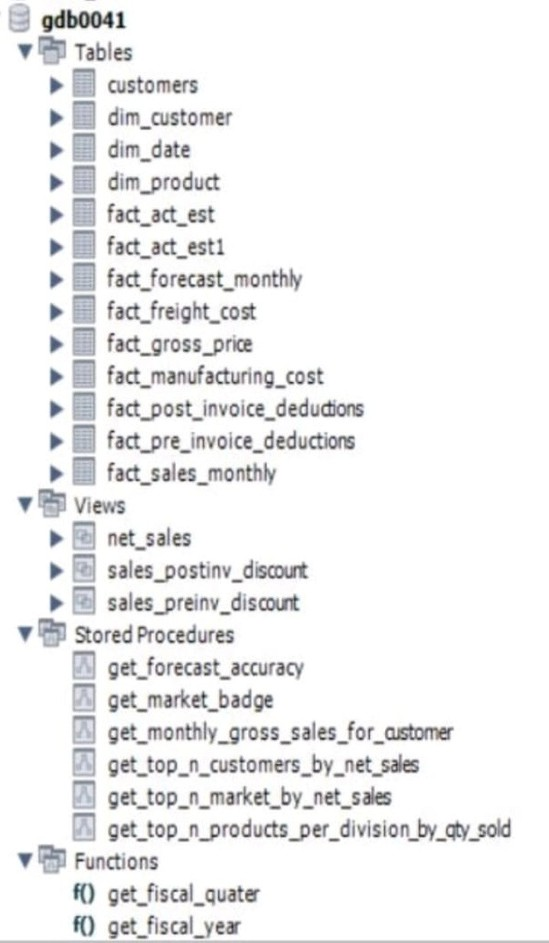 gdb0041
Tables
customers
dim_customer
dim_date
dim_product
fact_act_est
fact_act_est1
fact_forecast_monthly
fact_freight_cost
fact_gross_price
fact_manufacturing_cost
fact_post_invoice_deductions
fact_pre_invoice_deductions
fact_sales_monthly
Views
net_sales
sales_postinv_discount
sales_preinv_discount
Stored Procedures
get_forecast_accuracy
get_market_badge
get_monthly_gross_sales_for_customer
get_top_n_customers_by_net_sales
get_top_n_market_by_net_sales
get_top_n_products_per_division_by_qty_sold
Functions
f() get_fiscal_quater
f() get_fiscal_year